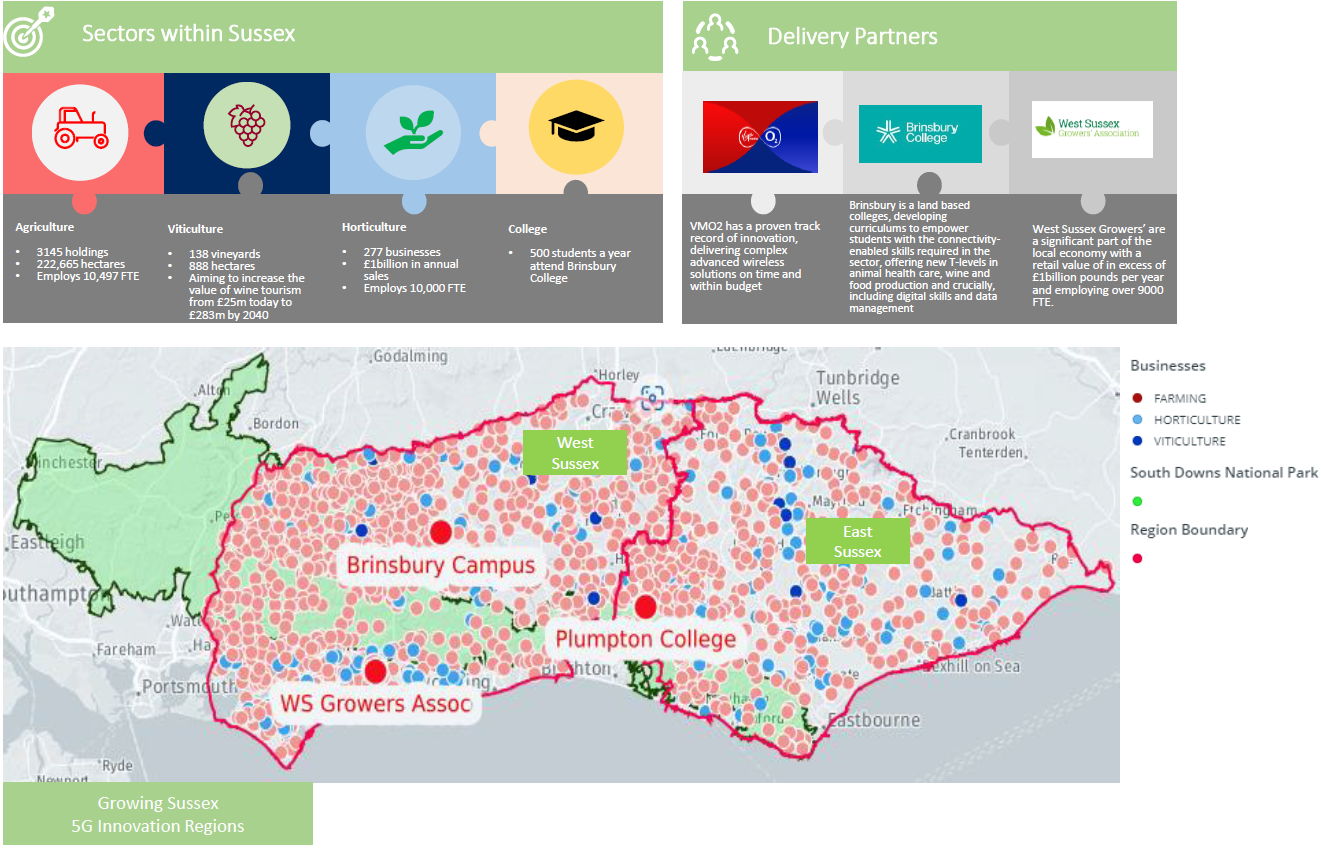 Sectors within Sussex
Agriculture
• 3145 holdings
• 222,665 hectares
• Employs 10,497 FTE
Viticulture
• 138 vineyards
• 888 hectares
• Aiming to increase the
value of wine tourism
from £25m today to
£283m by 2040
Horticulture
• 277 businesses
• £1billion in annual
sales
• Employs 10,000 FTE
College
• 500 students a year
attend Brinsbury
College
Delivery Partners
O2
Brinsbury
College
West Sussex
Growers' Association
VMO2 has a proven track
record of innovation,
delivering complex
advanced wireless
solutions on time and
within budget
Brinsbury is a land based
colleges, developing
curriculums to empower
students with the connectivity-
enabled skills required in the
sector, offering new T-levels in
animal health care, wine and
food production and crucially,
including digital skills and data
management
West Sussex Growers' are
a significant part of the
local economy with a
retail value of in excess of
£1billion pounds per year
and employing over 9000
FTE.
Godalming
Horley
Tunbridge
Wells
Alton
Bordon
Cranbrook
Tenterden
West
Sussex
East
Sussex
inchester
Eastleigh
outhampto
Etchingham
Brinsbury Campus
Plumpton College
WS Growers Assoc
Fareham
Portsmouth
exhill on Sea
Eastbourne
Ryde
Businesses
FARMING
HORTICULTURE
VITICULTURE
South Downs National Park
Region Boundary
Growing Sussex
5G Innovation Regions